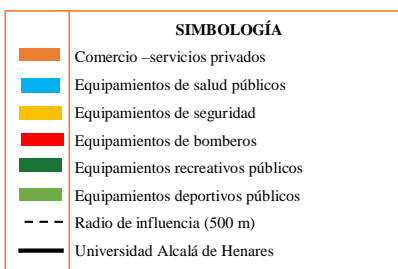 SIMBOLOGÍA
Comercio –servicios privados
Equipamientos de salud públicos
Equipamientos de seguridad
Equipamientos de bomberos
Equipamientos recreativos públicos
Equipamientos deportivos públicos
Radio de influencia (500 m)
Universidad Alcalá de Henares